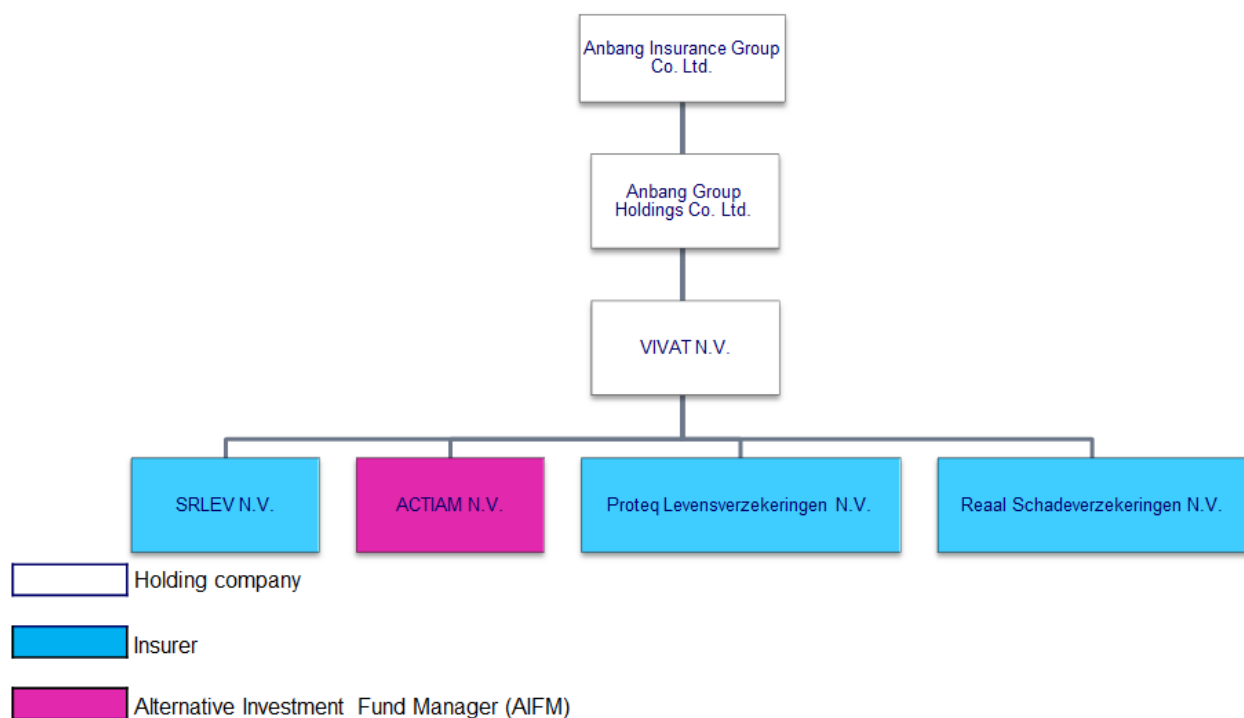 Anbang Insurance Group
Co. Ltd.
Anbang Group
Holdings Co. Ltd.
VIVAT N.V.
SRLEV N.V.
ACTIAM N.V.
Proteq Levensverzekeringen N.V.
Reaal Schadeverzekeringen N.V.
Holding company
Insurer
Alternative Investment Fund Manager (AIFM)